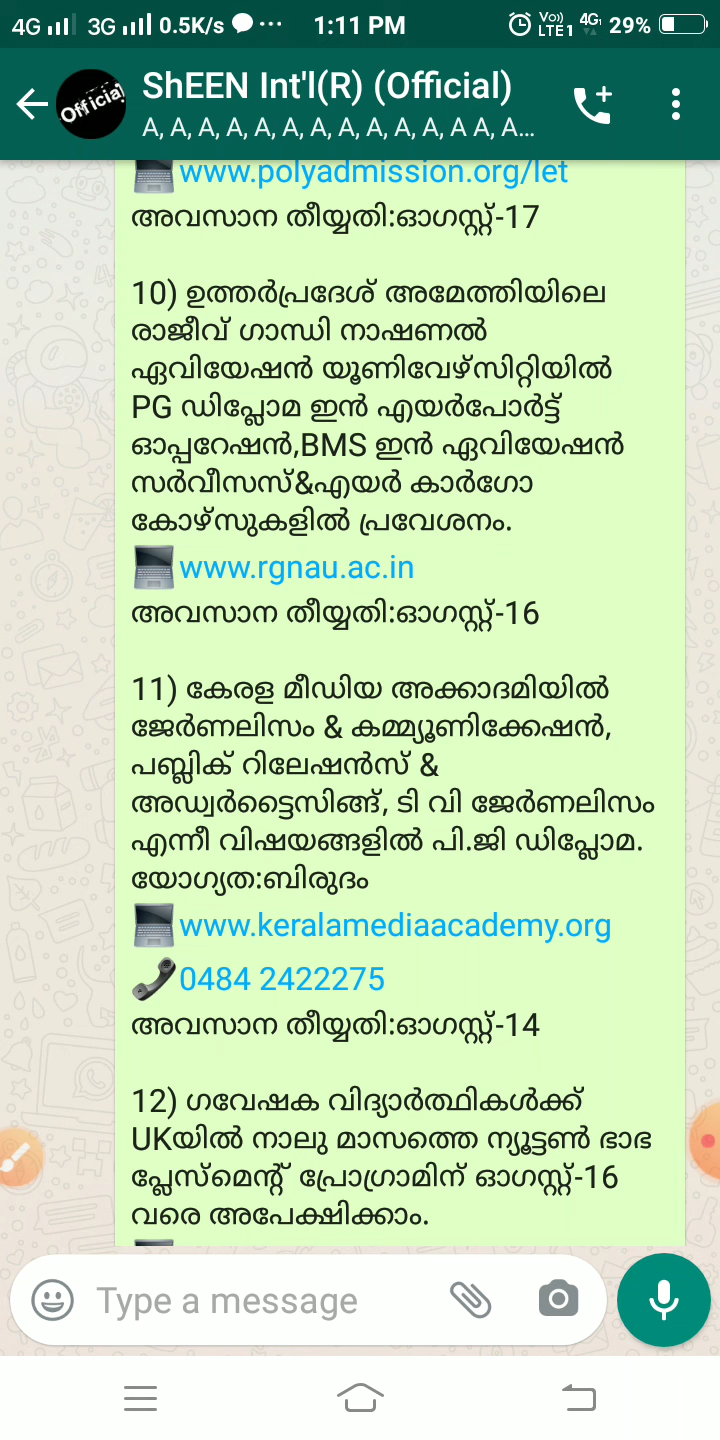 4G 3G 0.5K/s ... 1:11 PM Vo)) LTE1 4G 29%
ShEEN Int'l(R) (Official)
Official
A, A, A, A, A, A, A, A, A, A, A, A A, A...
www.polyadmission.org/let
അവസാന തീയ്യതി:ഓഗസ്റ്റ്-17
10) ഉത്തർപ്രദേശ് അമേത്തിയിലെ
രാജീവ് ഗാന്ധി നാഷണൽ
ഏവിയേഷൻ യൂണിവേഴ്സിറ്റിയിൽ
PG ഡിപ്ലോമ ഇൻ എയർപോർട്ട്
ഓപ്പറേഷൻ,BMS ഇൻ ഏവിയേഷൻ
സർവീസസ്&എയർ കാർഗോ
കോഴ്സുകളിൽ പ്രവേശനം.
www.rgnau.ac.in
അവസാന തീയ്യതി:ഓഗസ്റ്റ്-16
11) കേരള മീഡിയ അക്കാദമിയിൽ
ജേർണലിസം & കമ്മ്യൂണിക്കേഷൻ,
പബ്ലിക് റിലേഷൻസ് &
അഡ്വർടൈസിങ്ങ്, ടി വി ജേർണലിസം
എന്നീ വിഷയങ്ങളിൽ പി.ജി ഡിപ്ലോമ.
യോഗ്യത:ബിരുദം
www.keralamediaacademy.org
0484 2422275
അവസാന തീയ്യതി:ഓഗസ്റ്റ്-14
12) ഗവേഷക വിദ്യാർത്ഥികൾക്ക്
UKയിൽ നാലു മാസത്തെ ന്യൂട്ടൺ ഭാഭ
പ്ലേസ്മെന്റ് പ്രോഗ്രാമിന് ഓഗസ്റ്റ്-16
വരെ അപേക്ഷിക്കാം.
Type a message